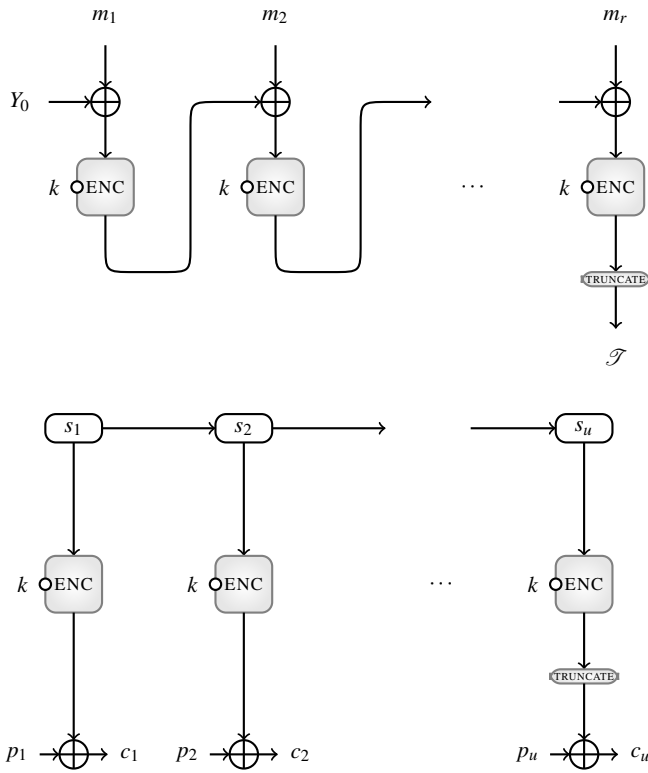 m₁ m₂ mᵣ
Y₀
k ENC k ENC ··· k ENC
TRUNCATE
𝒯
s₁ s₂ sᵤ
k ENC k ENC ··· k ENC
TRUNCATE
p₁ c₁ p₂ c₂ pᵤ cᵤ